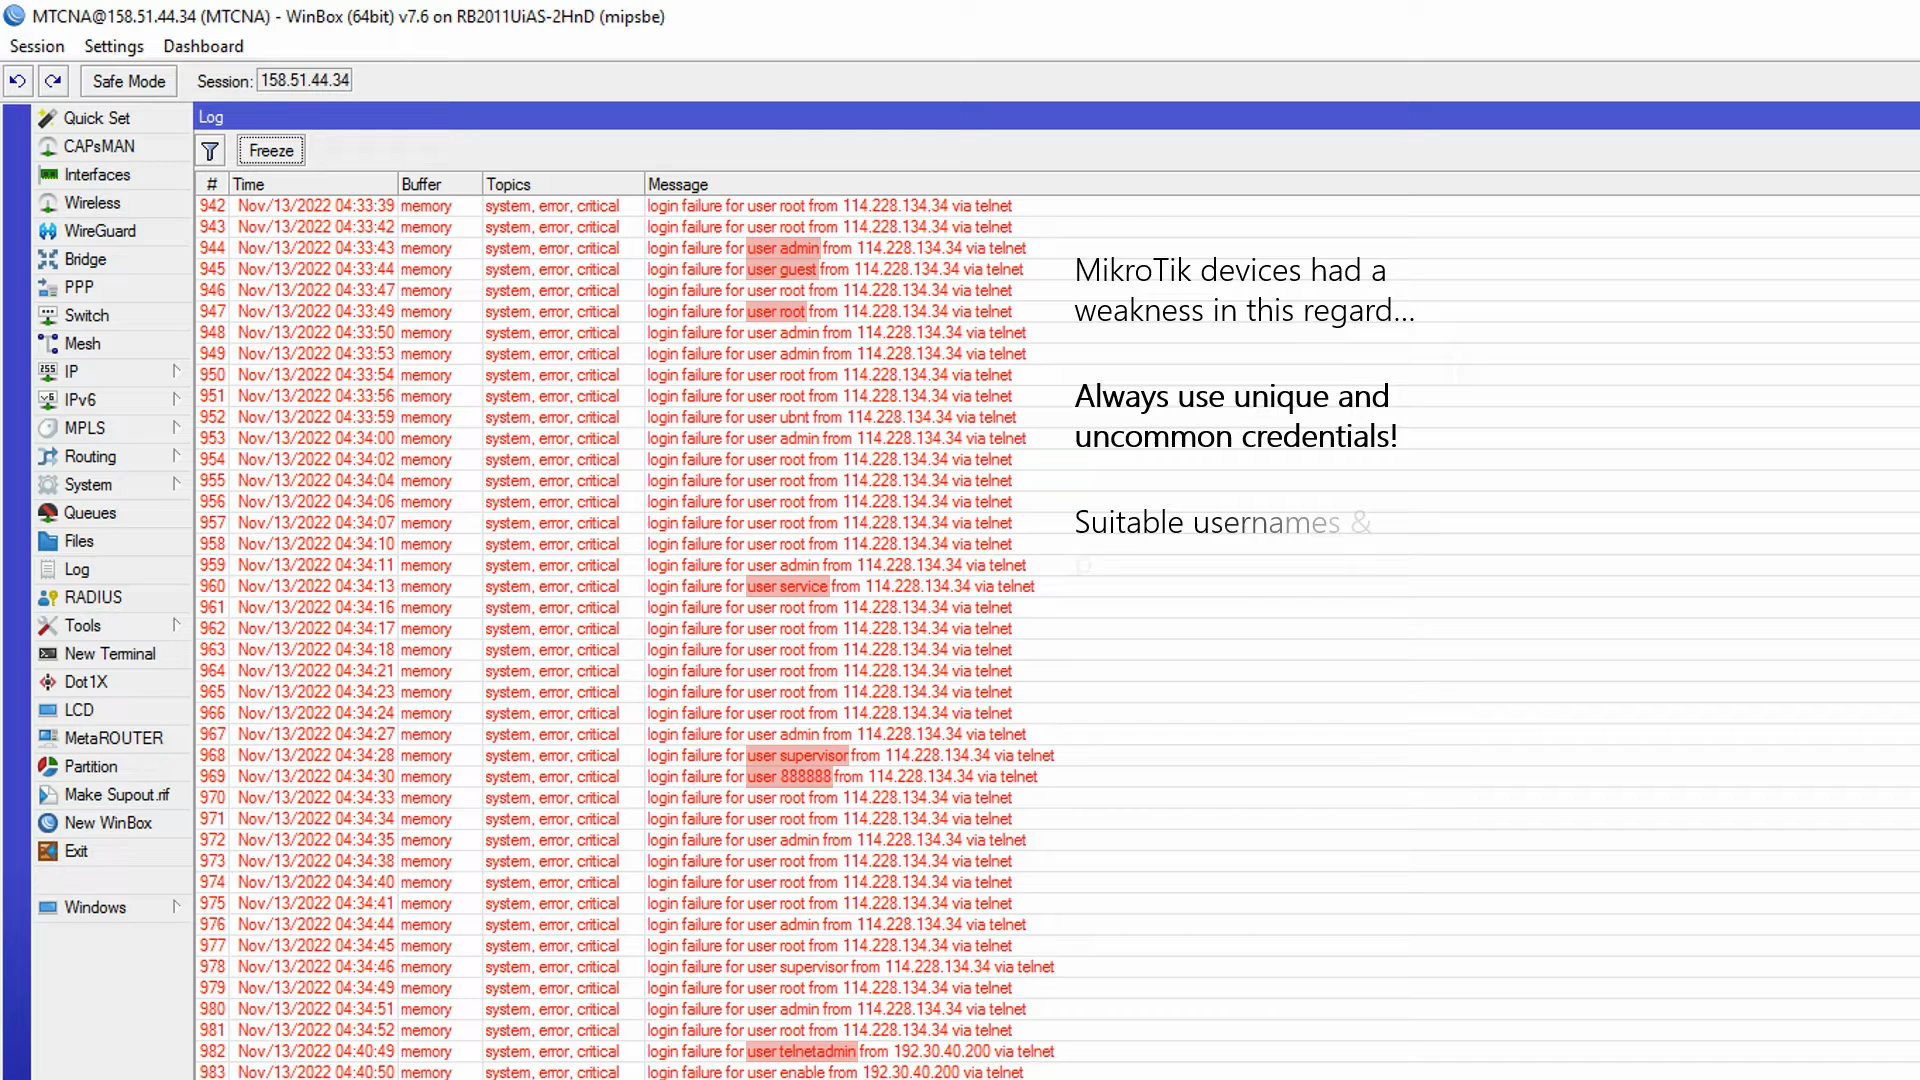 MTCNA@158.51.44.34 (MTCNA) - WinBox (64bit) v7.6 on RB2011UiAS-2HnD (mipsbe)
Session Settings Dashboard
Safe Mode Session: 158.51.44.34
Quick Set
CAPsMAN
Interfaces
Wireless
WireGuard
Bridge
PPP
Switch
Mesh
IP
IPv6
MPLS
Routing
System
Queues
Files
Log
RADIUS
Tools
New Terminal
Dot1X
LCD
MetaROUTER
Partition
Make Supout.rif
New WinBox
Exit
Windows
Log
Freeze
# Time Buffer Topics Message
942 Nov/13/2022 04:33:39 memory system, error, critical login failure for user root from 114.228.134.34 via telnet
943 Nov/13/2022 04:33:42 memory system, error, critical login failure for user root from 114.228.134.34 via telnet
944 Nov/13/2022 04:33:43 memory system, error, critical login failure for user admin from 114.228.134.34 via telnet
945 Nov/13/2022 04:33:44 memory system, error, critical login failure for user guest from 114.228.134.34 via telnet
946 Nov/13/2022 04:33:47 memory system, error, critical login failure for user root from 114.228.134.34 via telnet
947 Nov/13/2022 04:33:49 memory system, error, critical login failure for user root from 114.228.134.34 via telnet
948 Nov/13/2022 04:33:50 memory system, error, critical login failure for user admin from 114.228.134.34 via telnet
949 Nov/13/2022 04:33:53 memory system, error, critical login failure for user admin from 114.228.134.34 via telnet
950 Nov/13/2022 04:33:54 memory system, error, critical login failure for user root from 114.228.134.34 via telnet
951 Nov/13/2022 04:33:56 memory system, error, critical login failure for user root from 114.228.134.34 via telnet
952 Nov/13/2022 04:33:59 memory system, error, critical login failure for user ubnt from 114.228.134.34 via telnet
953 Nov/13/2022 04:34:00 memory system, error, critical login failure for user admin from 114.228.134.34 via telnet
954 Nov/13/2022 04:34:02 memory system, error, critical login failure for user root from 114.228.134.34 via telnet
955 Nov/13/2022 04:34:04 memory system, error, critical login failure for user root from 114.228.134.34 via telnet
956 Nov/13/2022 04:34:06 memory system, error, critical login failure for user root from 114.228.134.34 via telnet
957 Nov/13/2022 04:34:07 memory system, error, critical login failure for user root from 114.228.134.34 via telnet
958 Nov/13/2022 04:34:10 memory system, error, critical login failure for user root from 114.228.134.34 via telnet
959 Nov/13/2022 04:34:11 memory system, error, critical login failure for user admin from 114.228.134.34 via telnet
960 Nov/13/2022 04:34:13 memory system, error, critical login failure for user service from 114.228.134.34 via telnet
961 Nov/13/2022 04:34:16 memory system, error, critical login failure for user root from 114.228.134.34 via telnet
962 Nov/13/2022 04:34:17 memory system, error, critical login failure for user root from 114.228.134.34 via telnet
963 Nov/13/2022 04:34:18 memory system, error, critical login failure for user root from 114.228.134.34 via telnet
964 Nov/13/2022 04:34:21 memory system, error, critical login failure for user root from 114.228.134.34 via telnet
965 Nov/13/2022 04:34:23 memory system, error, critical login failure for user root from 114.228.134.34 via telnet
966 Nov/13/2022 04:34:24 memory system, error, critical login failure for user root from 114.228.134.34 via telnet
967 Nov/13/2022 04:34:27 memory system, error, critical login failure for user admin from 114.228.134.34 via telnet
968 Nov/13/2022 04:34:28 memory system, error, critical login failure for user supervisor from 114.228.134.34 via telnet
969 Nov/13/2022 04:34:30 memory system, error, critical login failure for user 888888 from 114.228.134.34 via telnet
970 Nov/13/2022 04:34:33 memory system, error, critical login failure for user root from 114.228.134.34 via telnet
971 Nov/13/2022 04:34:34 memory system, error, critical login failure for user root from 114.228.134.34 via telnet
972 Nov/13/2022 04:34:35 memory system, error, critical login failure for user admin from 114.228.134.34 via telnet
973 Nov/13/2022 04:34:38 memory system, error, critical login failure for user root from 114.228.134.34 via telnet
974 Nov/13/2022 04:34:40 memory system, error, critical login failure for user root from 114.228.134.34 via telnet
975 Nov/13/2022 04:34:41 memory system, error, critical login failure for user root from 114.228.134.34 via telnet
976 Nov/13/2022 04:34:44 memory system, error, critical login failure for user admin from 114.228.134.34 via telnet
977 Nov/13/2022 04:34:45 memory system, error, critical login failure for user root from 114.228.134.34 via telnet
978 Nov/13/2022 04:34:46 memory system, error, critical login failure for user supervisor from 114.228.134.34 via telnet
979 Nov/13/2022 04:34:49 memory system, error, critical login failure for user root from 114.228.134.34 via telnet
980 Nov/13/2022 04:34:51 memory system, error, critical login failure for user admin from 114.228.134.34 via telnet
981 Nov/13/2022 04:34:52 memory system, error, critical login failure for user root from 114.228.134.34 via telnet
982 Nov/13/2022 04:40:49 memory system, error, critical login failure for user telnetadmin from 192.30.40.200 via telnet
983 Nov/13/2022 04:40:50 memory system, error, critical login failure for user enable from 192.30.40.200 via telnet
MikroTik devices had a
weakness in this regard...
Always use unique and
uncommon credentials!
Suitable usernames &